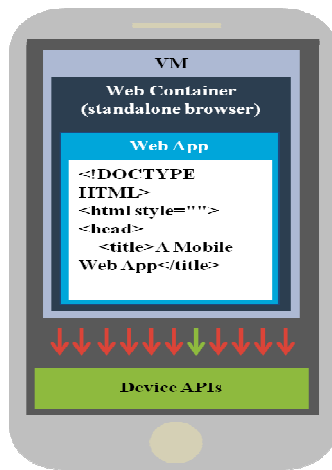 VM
Web Container
(standalone browser)
Web App
<!DOCTYPE
HTML>
<html style="">
<head>
<title>A Mobile
Web App</title>
Device APIs